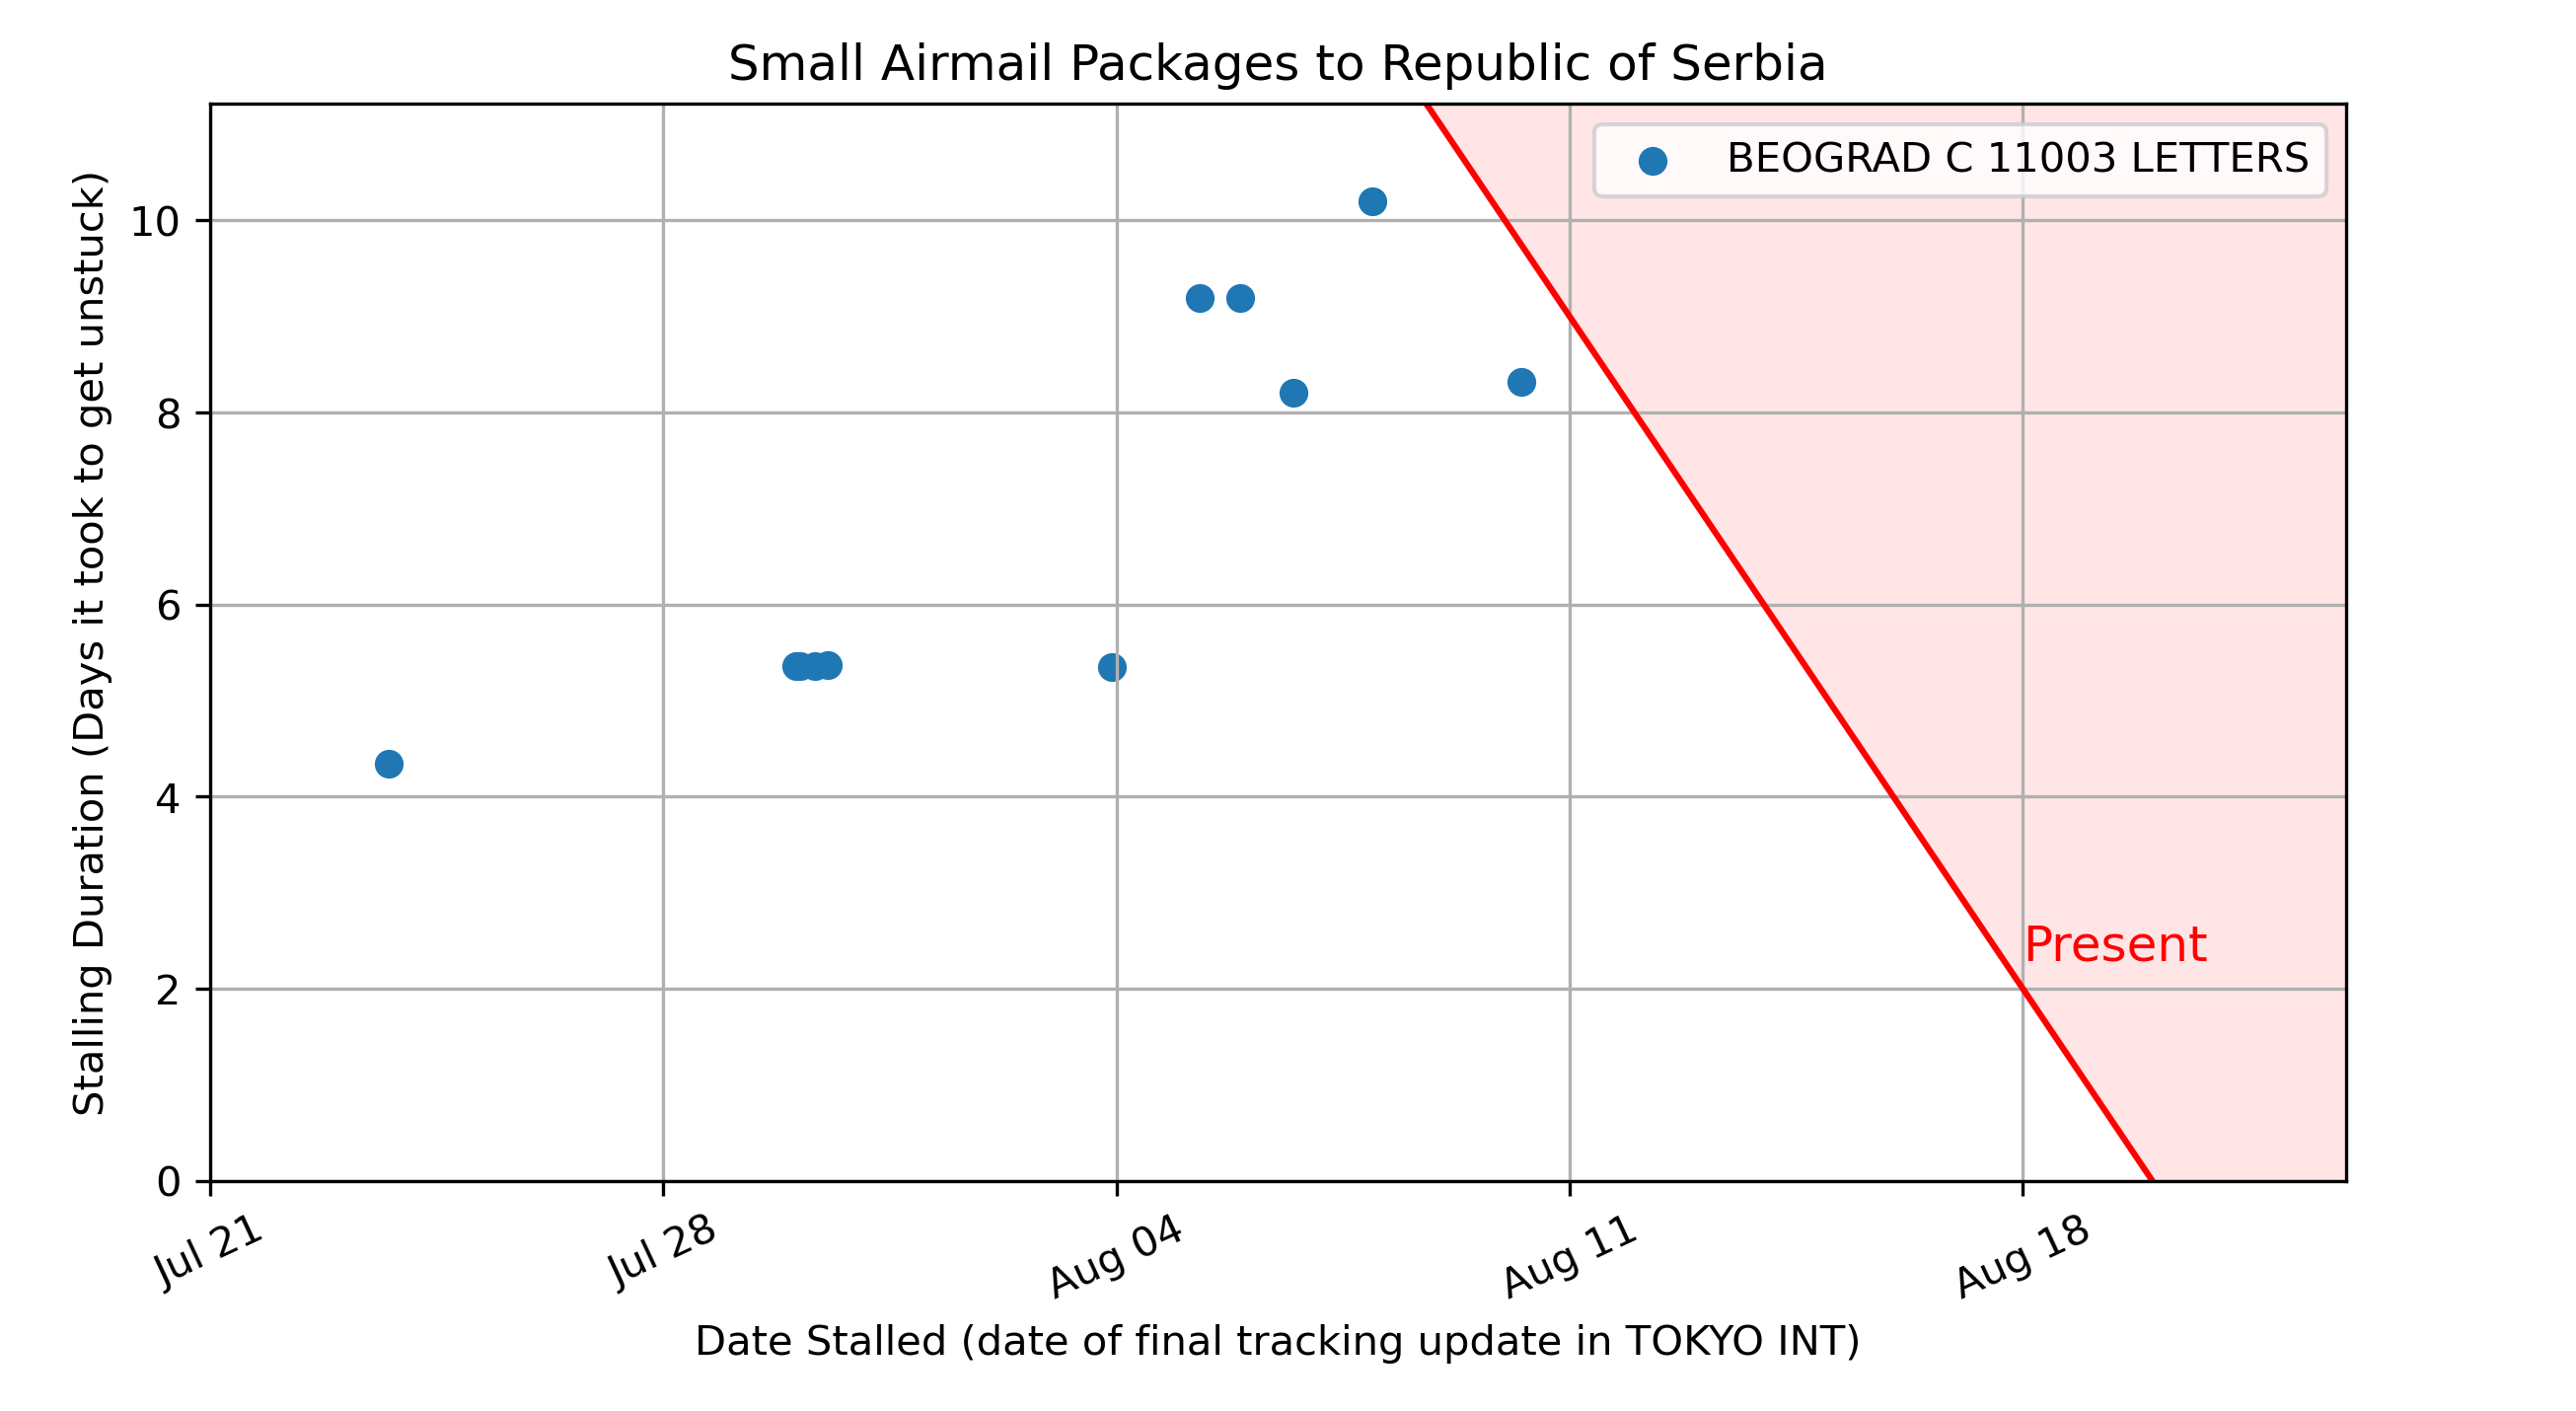 Small Airmail Packages to Republic of Serbia
BEOGRAD C 11003 LETTERS
Stalling Duration (Days it took to get unstuck)
10
8
6
4
2
0
Present
Jul 21
Jul 28
Aug 04
Aug 11
Aug 18
Date Stalled (date of final tracking update in TOKYO INT)